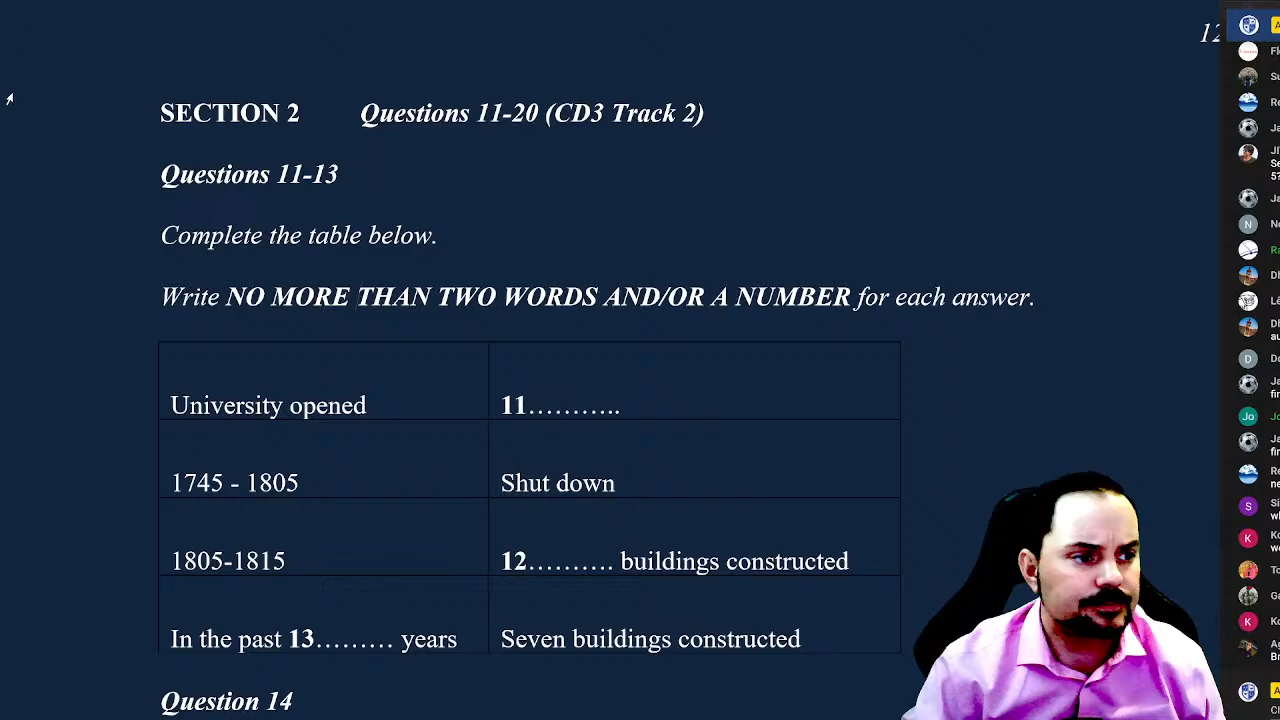 12
SECTION 2 Questions 11-20 (CD3 Track 2)
Questions 11-13
Complete the table below.
Write NO MORE THAN TWO WORDS AND/OR A NUMBER for each answer.
University opened 11………..
1745 - 1805 Shut down
1805-1815 12………. buildings constructed
In the past 13……… years Seven buildings constructed
Question 14